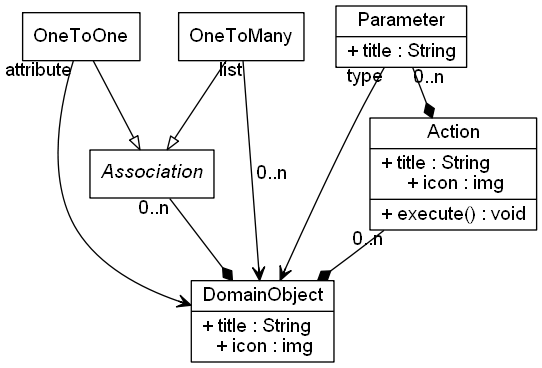 OneToOne
OneToMany
Parameter
+ title : String
attribute
list
type
0..n
Action
+ title : String
+ icon : img
+ execute() : void
Association
0..n
0..n
0..n
DomainObject
+ title : String
+ icon : img